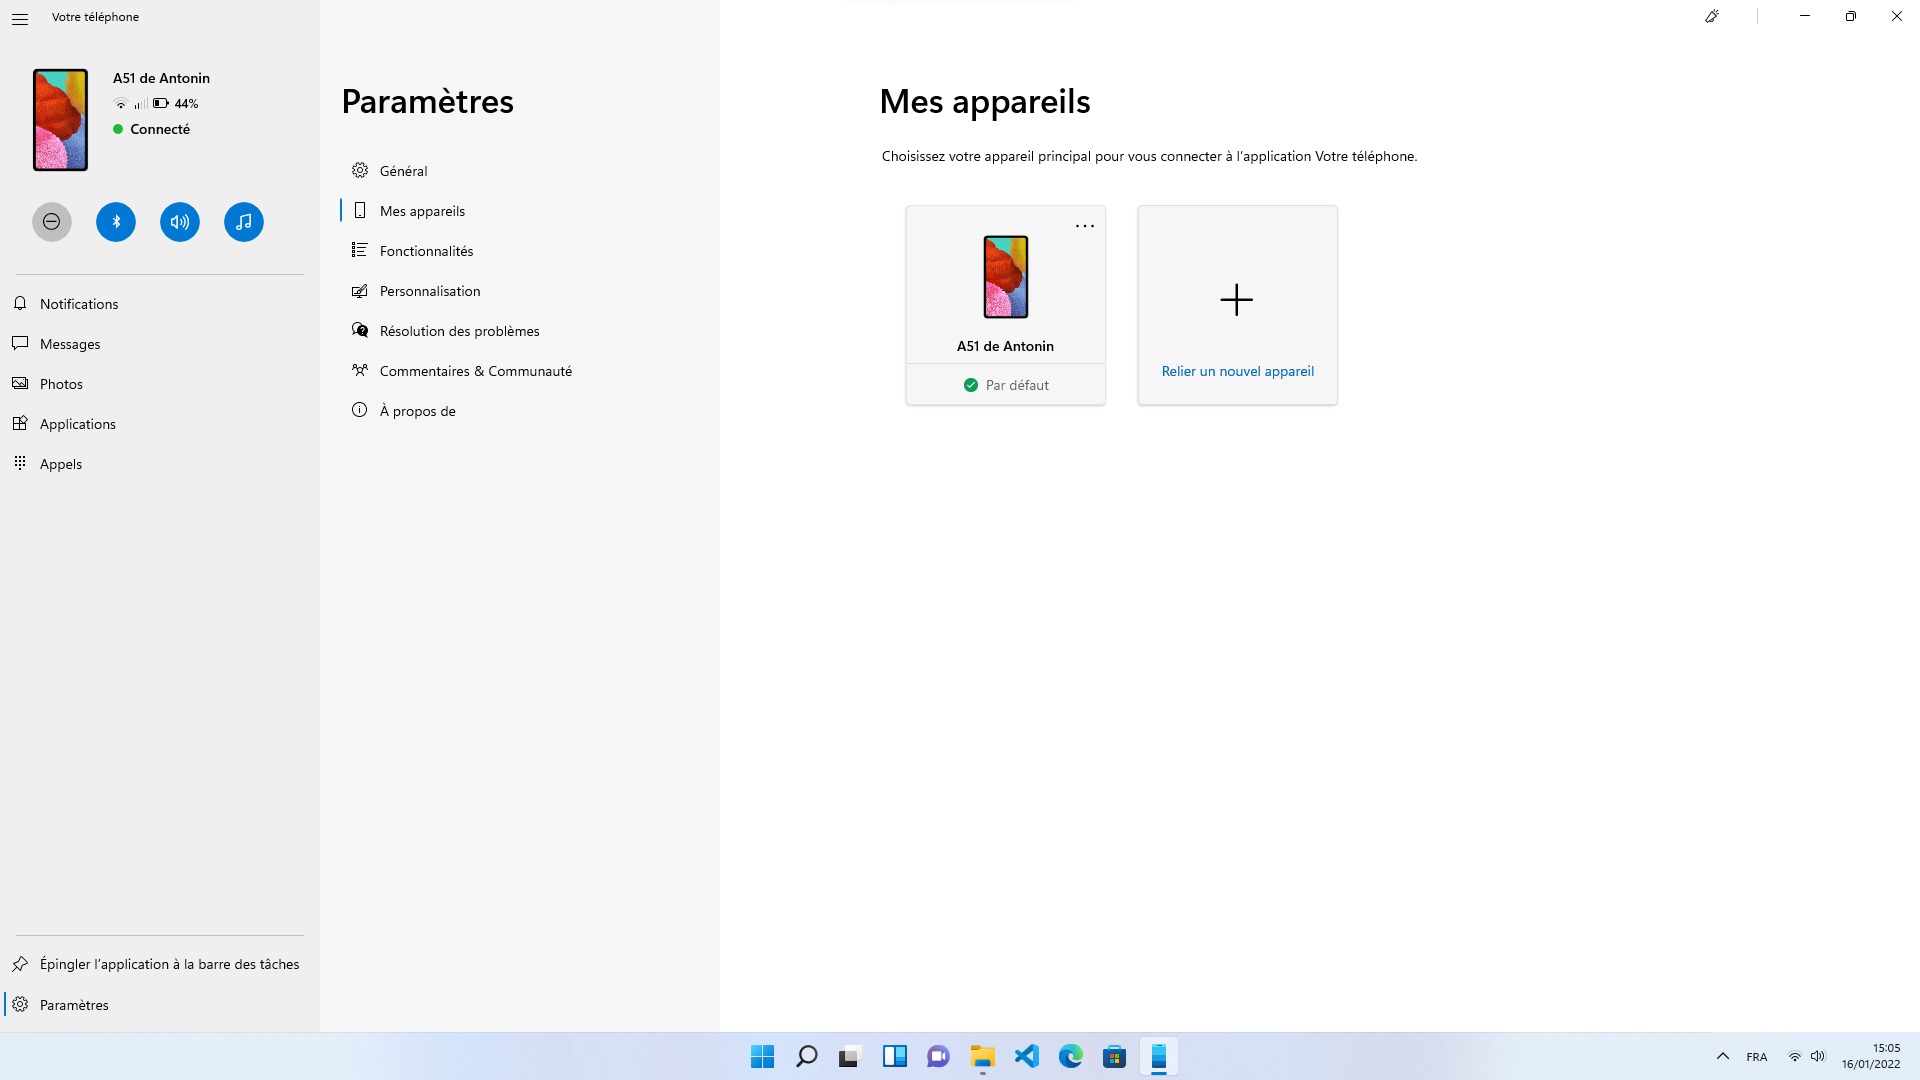 Votre téléphone
A51 de Antonin
44%
Connecté
Notifications
Messages
Photos
Applications
Appels
Épingler l’application à la barre des tâches
Paramètres
Paramètres
Général
Mes appareils
Fonctionnalités
Personnalisation
Résolution des problèmes
Commentaires & Communauté
À propos de
Mes appareils
Choisissez votre appareil principal pour vous connecter à l’application Votre téléphone.
A51 de Antonin
Par défaut
Relier un nouvel appareil
FRA
15:05
16/01/2022